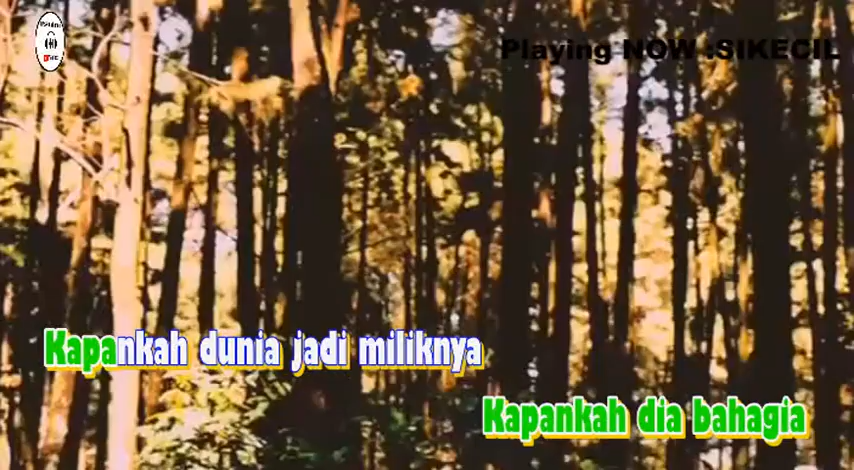 Playing NOW :SIKECIL
Kapankah dunia jadi miliknya
Kapankah dia bahagia